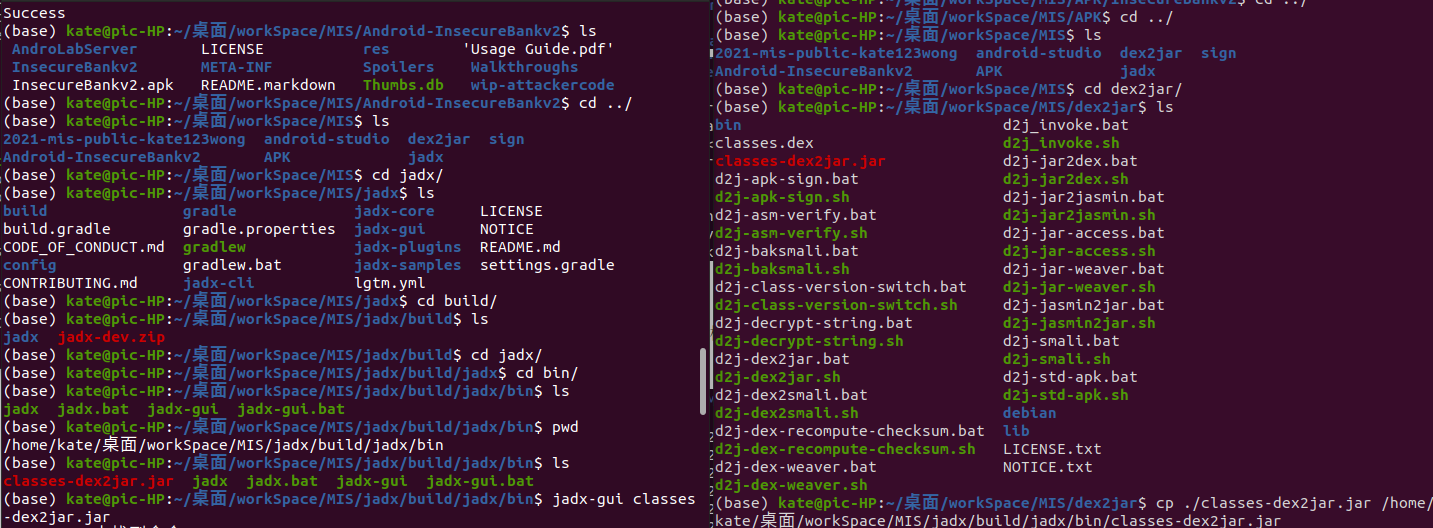 Success
(base) kate@pic-HP:~/桌面/workSpace/MIS/Android-InsecureBankv2$ ls
AndroLabServer LICENSE res 'Usage Guide.pdf'
InsecureBankv2 META-INF Spoilers Walkthroughs
InsecureBankv2.apk README.markdown Thumbs.db wip-attackercode
(base) kate@pic-HP:~/桌面/workSpace/MIS/Android-InsecureBankv2$ cd ../
(base) kate@pic-HP:~/桌面/workSpace/MIS$ ls
2021-mis-public-kate123wong android-studio dex2jar sign
Android-InsecureBankv2 APK jadx
(base) kate@pic-HP:~/桌面/workSpace/MIS$ cd jadx/
(base) kate@pic-HP:~/桌面/workSpace/MIS/jadx$ ls
build gradle jadx-core LICENSE
build.gradle gradle.properties jadx-gui NOTICE
CODE_OF_CONDUCT.md gradlew jadx-plugins README.md
config gradlew.bat jadx-samples settings.gradle
CONTRIBUTING.md jadx-cli lgtm.yml
(base) kate@pic-HP:~/桌面/workSpace/MIS/jadx$ cd build/
(base) kate@pic-HP:~/桌面/workSpace/MIS/jadx/build$ ls
jadx jadx-dev.zip
(base) kate@pic-HP:~/桌面/workSpace/MIS/jadx/build$ cd jadx/
(base) kate@pic-HP:~/桌面/workSpace/MIS/jadx/build/jadx$ cd bin/
(base) kate@pic-HP:~/桌面/workSpace/MIS/jadx/build/jadx/bin$ ls
jadx jadx.bat jadx-gui jadx-gui.bat
(base) kate@pic-HP:~/桌面/workSpace/MIS/jadx/build/jadx/bin$ pwd
/home/kate/桌面/workSpace/MIS/jadx/build/jadx/bin
(base) kate@pic-HP:~/桌面/workSpace/MIS/jadx/build/jadx/bin$ ls
classes-dex2jar.jar jadx jadx.bat jadx-gui jadx-gui.bat
(base) kate@pic-HP:~/桌面/workSpace/MIS/jadx/build/jadx/bin$ jadx-gui classes
-dex2jar.jar
(base) kate@pic-HP:~/桌面/workSpace/MIS/APK$ cd ../
(base) kate@pic-HP:~/桌面/workSpace/MIS$ ls
2021-mis-public-kate123wong android-studio dex2jar sign
Android-InsecureBankv2 APK jadx
(base) kate@pic-HP:~/桌面/workSpace/MIS$ cd dex2jar/
(base) kate@pic-HP:~/桌面/workSpace/MIS/dex2jar$ ls
bin d2j_invoke.bat
classes.dex d2j_invoke.sh
classes-dex2jar.jar d2j-jar2dex.bat
d2j-apk-sign.bat d2j-jar2dex.sh
d2j-apk-sign.sh d2j-jar2jasmin.bat
d2j-asm-verify.bat d2j-jar2jasmin.sh
d2j-asm-verify.sh d2j-jar-access.bat
d2j-baksmali.bat d2j-jar-access.sh
d2j-baksmali.sh d2j-jar-weaver.bat
d2j-class-version-switch.bat d2j-jar-weaver.sh
d2j-class-version-switch.sh d2j-jasmin2jar.bat
d2j-decrypt-string.bat d2j-jasmin2jar.sh
d2j-decrypt-string.sh d2j-smali.bat
d2j-dex2jar.bat d2j-smali.sh
d2j-dex2jar.sh d2j-std-apk.bat
d2j-dex2smali.bat d2j-std-apk.sh
d2j-dex2smali.sh debian
d2j-dex-recompute-checksum.bat lib
d2j-dex-recompute-checksum.sh LICENSE.txt
d2j-dex-weaver.bat NOTICE.txt
d2j-dex-weaver.sh
(base) kate@pic-HP:~/桌面/workSpace/MIS/dex2jar$ cp ./classes-dex2jar.jar /home/
kate/桌面/workSpace/MIS/jadx/build/jadx/bin/classes-dex2jar.jar